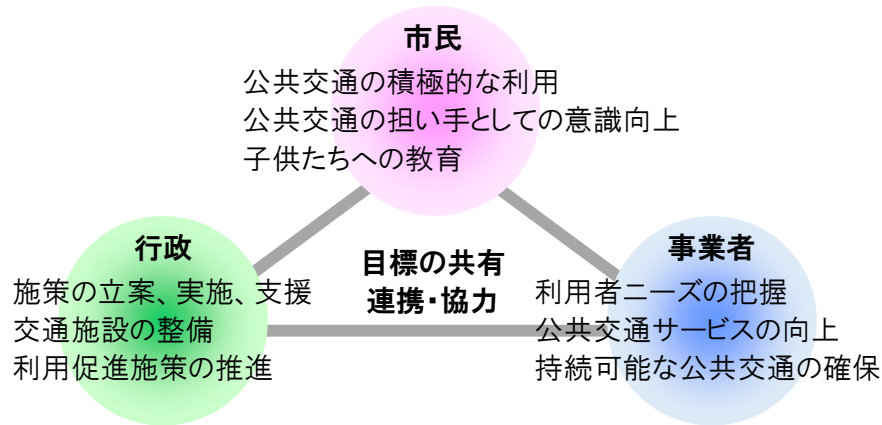 市民
公共交通の積極的な利用
公共交通の担い手としての意識向上
子供たちへの教育
行政
施策の立案、実施、支援
交通施設の整備
利用促進施策の推進
目標の共有
連携・協力
事業者
利用者ニーズの把握
公共交通サービスの向上
持続可能な公共交通の確保